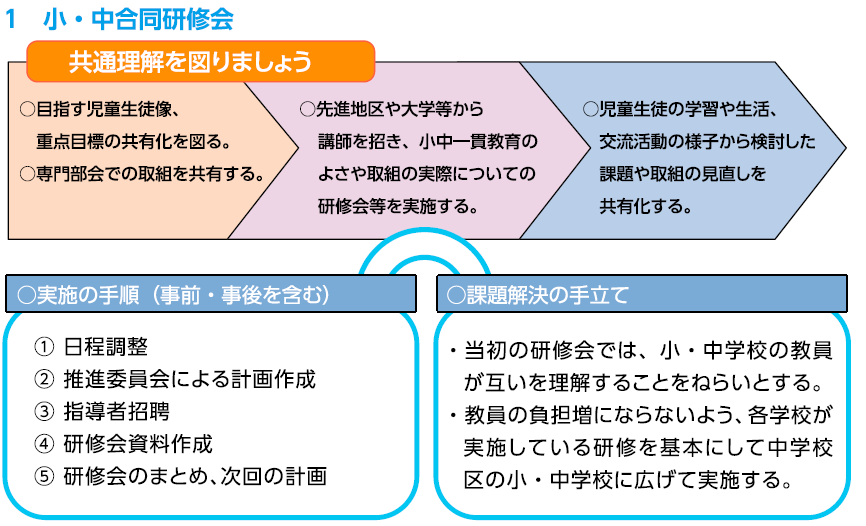 1 小・中合同研修会
共通理解を図りましょう
○目指す児童生徒像、
重点目標の共有化を図る。
○専門部会での取組を共有する。
○先進地区や大学等から
講師を招き、小中一貫教育の
よさや取組の実際についての
研修会等を実施する。
○児童生徒の学習や生活、
交流活動の様子から検討した
課題や取組の見直しを
共有化する。
○実施の手順（事前・事後を含む）
① 日程調整
② 推進委員会による計画作成
③ 指導者招聘
④ 研修会資料作成
⑤ 研修会のまとめ、次回の計画
○課題解決の手立て
・当初の研修会では、小・中学校の教員
が互いを理解することをねらいとする。
・教員の負担増にならないよう、各学校が
実施している研修を基本にして中学校
区の小・中学校に広げて実施する。